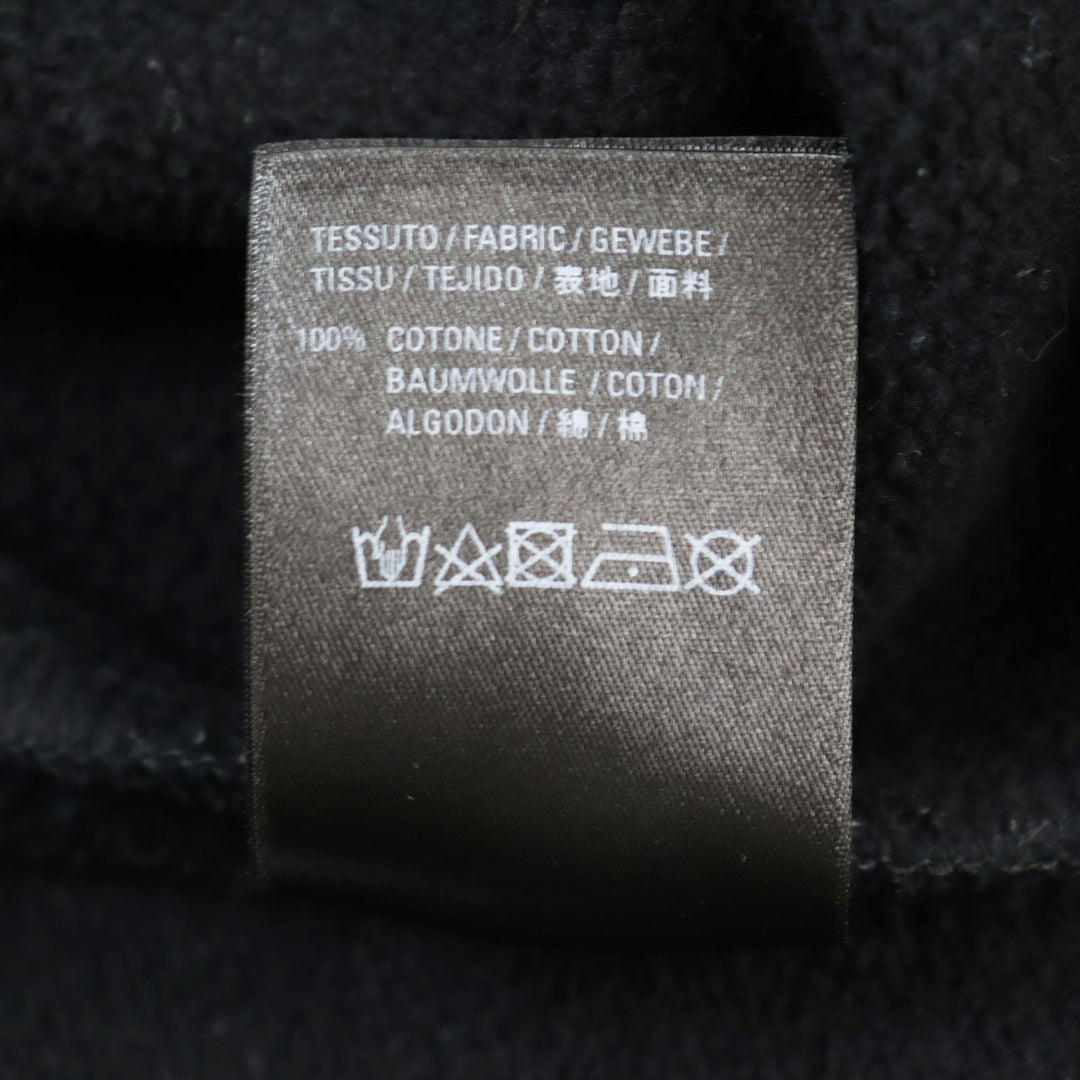 TESSUTO / FABRIC / GEWEBE /
TISSU / TEJIDO / 表地 / 面料
100% COTONE / COTTON /
BAUMWOLLE / COTON /
ALGODON / 綿 / 棉